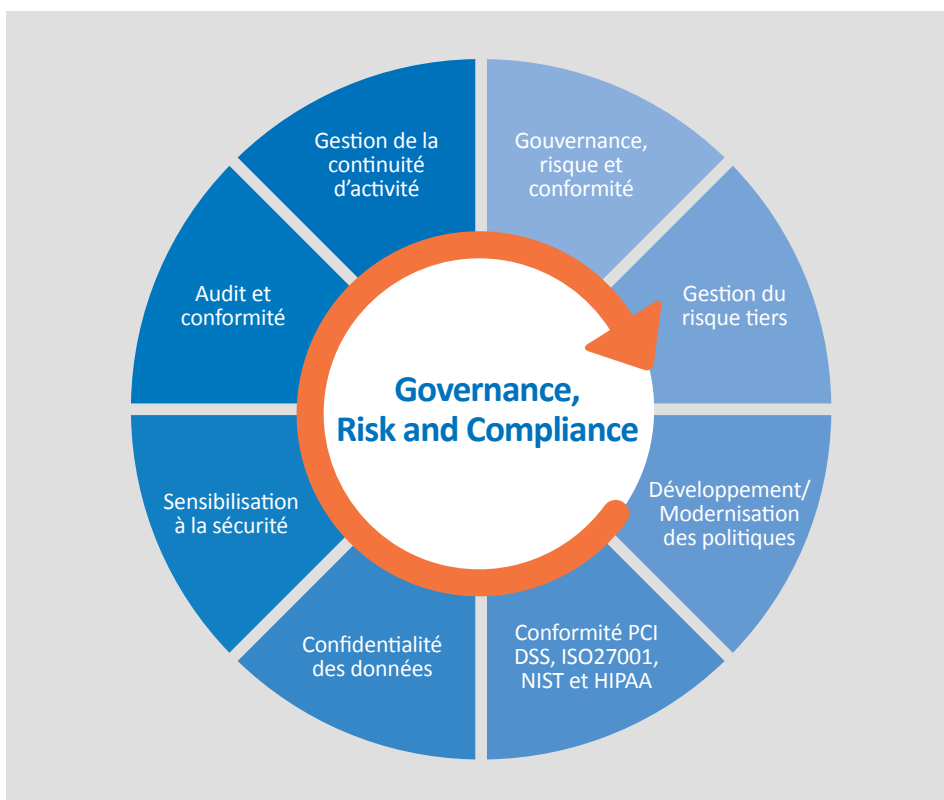 Gouvernance,
risque et
conformité
Gestion du
risque tiers
Développement/
Modernisation
des politiques
Conformité PCI
DSS, ISO27001,
NIST et HIPAA
Confidentialité
des données
Sensibilisation
à la sécurité
Audit et
conformité
Gestion de la
continuité
d’activité
Governance,
Risk and Compliance